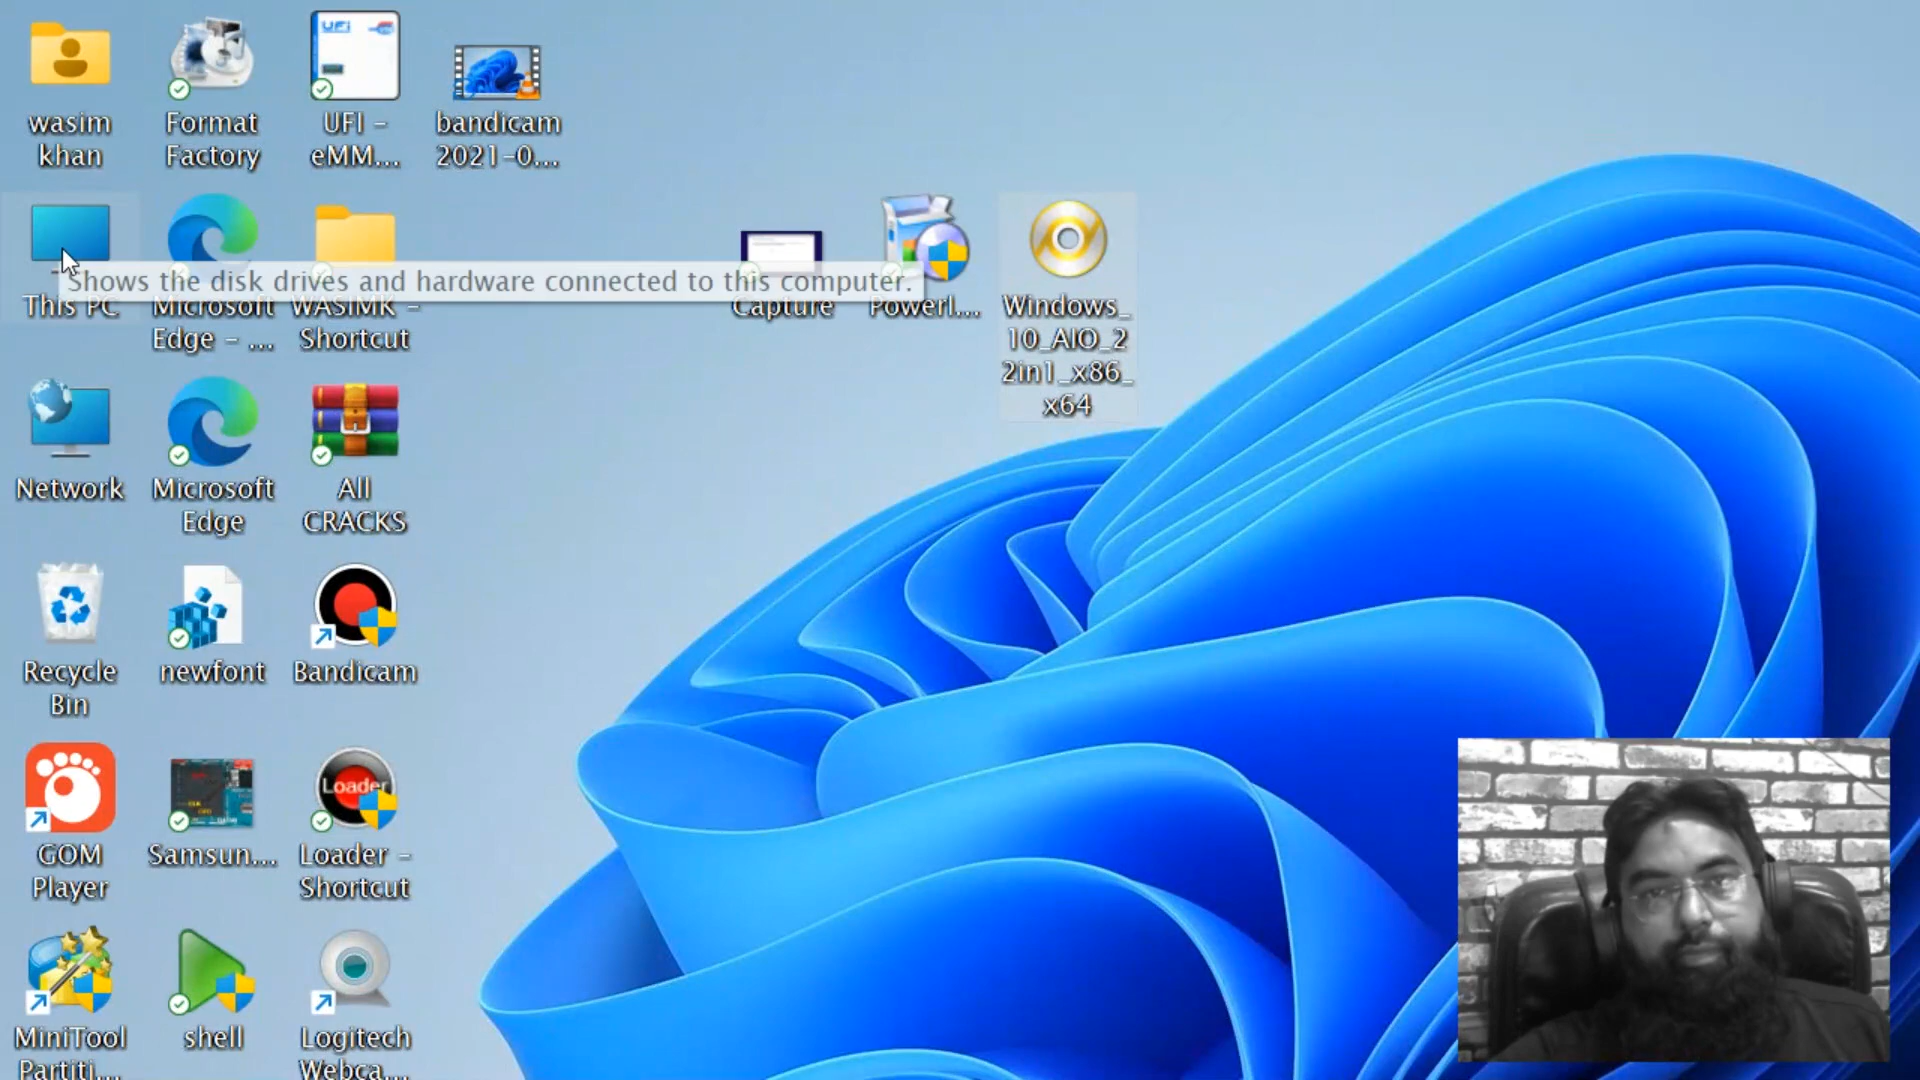 wasim
khan
Format
Factory
UFi
UFI -
eMM...
bandicam
2021-0....
Shows the disk drives and hardware connected to this computer.
This PC
Microsoft
Edge - ...
WASIMK -
Shortcut
Capture
PowerI...
Windows_
10_AIO_2
2in1_x86_
x64
Network
Microsoft
Edge
All
CRACKS
Recycle
Bin
newfont
Bandicam
GOM
Player
Samsun...
Loader
Loader -
Shortcut
MiniTool
Partiti...
shell
Logitech
Webca...